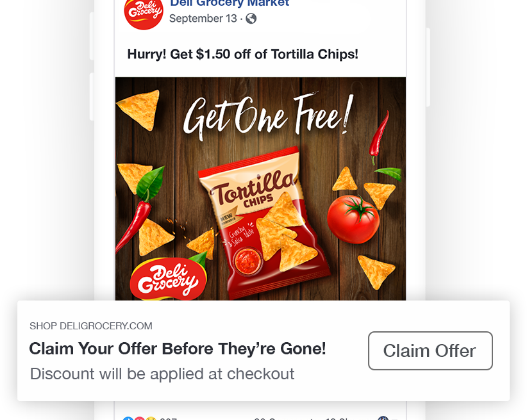 Deli Grocery Market
September 13 ·
Hurry! Get $1.50 off of Tortilla Chips!
Get One Free!
Tortilla
CHIPS
Deli
Grocery
SHOP DELIGROCERY.COM
Claim Your Offer Before They're Gone!
Discount will be applied at checkout
Claim Offer